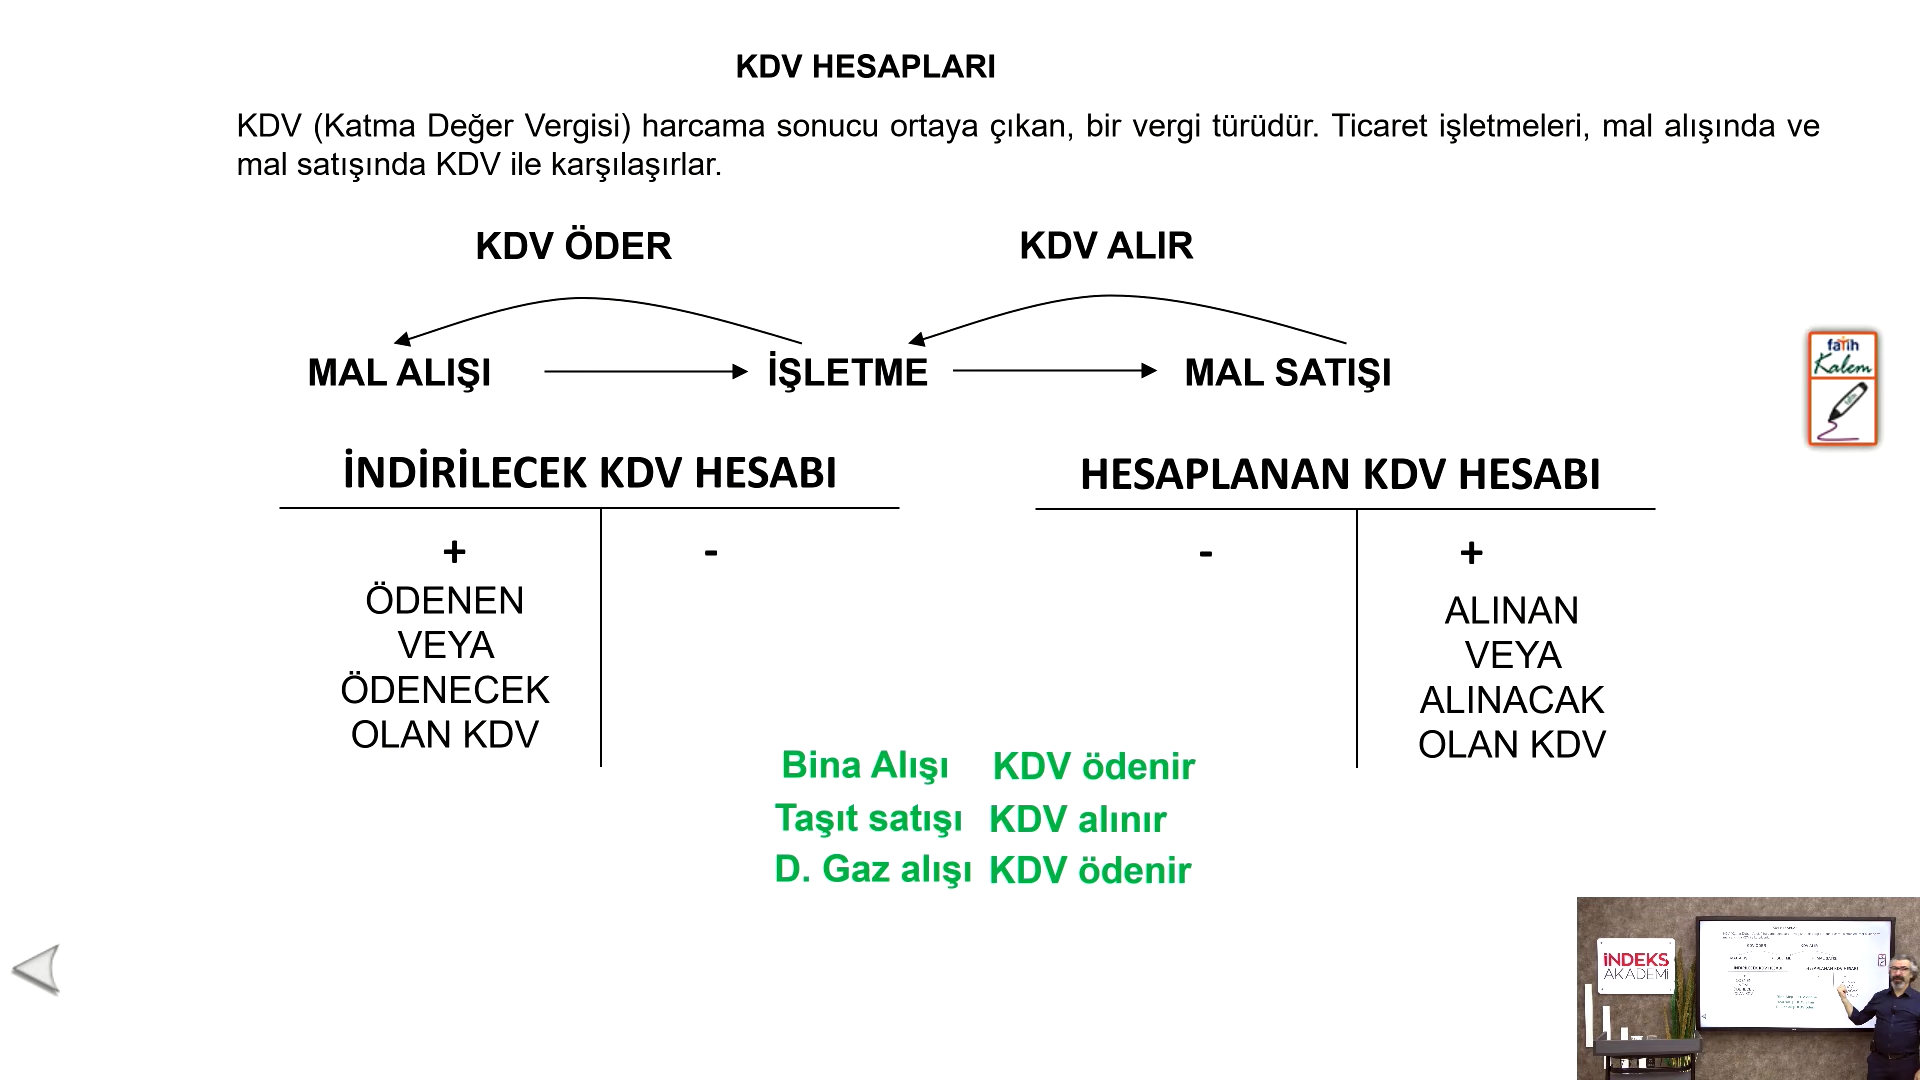 KDV HESAPLARI
KDV (Katma Değer Vergisi) harcama sonucu ortaya çıkan, bir vergi türüdür. Ticaret işletmeleri, mal alışında ve
mal satışında KDV ile karşılaşırlar.
KDV ÖDER
KDV ALIR
MAL ALIŞI
İŞLETME
MAL SATIŞI
İNDİRİLECEK KDV HESABI
+
-
ÖDENEN
VEYA
ÖDENECEK
OLAN KDV
HESAPLANAN KDV HESABI
-
+
ALINAN
VEYA
ALINACAK
OLAN KDV
Bina Alışı KDV ödenir
Taşıt satışı KDV alınır
D. Gaz alışı KDV ödenir
fatih
Kalem
İNDEKS
AKADEMİ